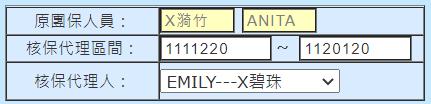 原團保人員： X漪竹 ANITA
核保代理區間： 1111220 ~ 1120120
核保代理人： EMILY---X碧珠